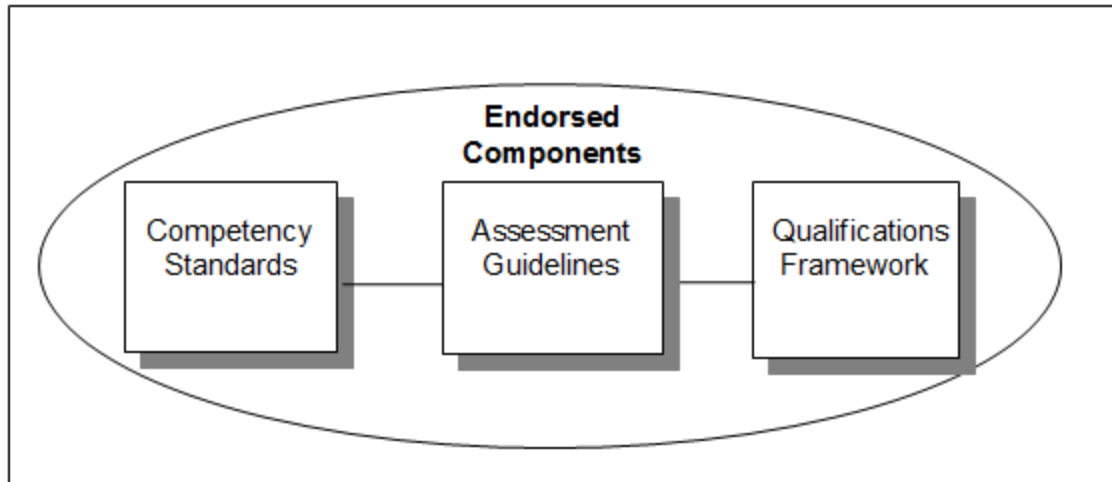 Endorsed
Components
Competency
Standards
Assessment
Guidelines
Qualifications
Framework